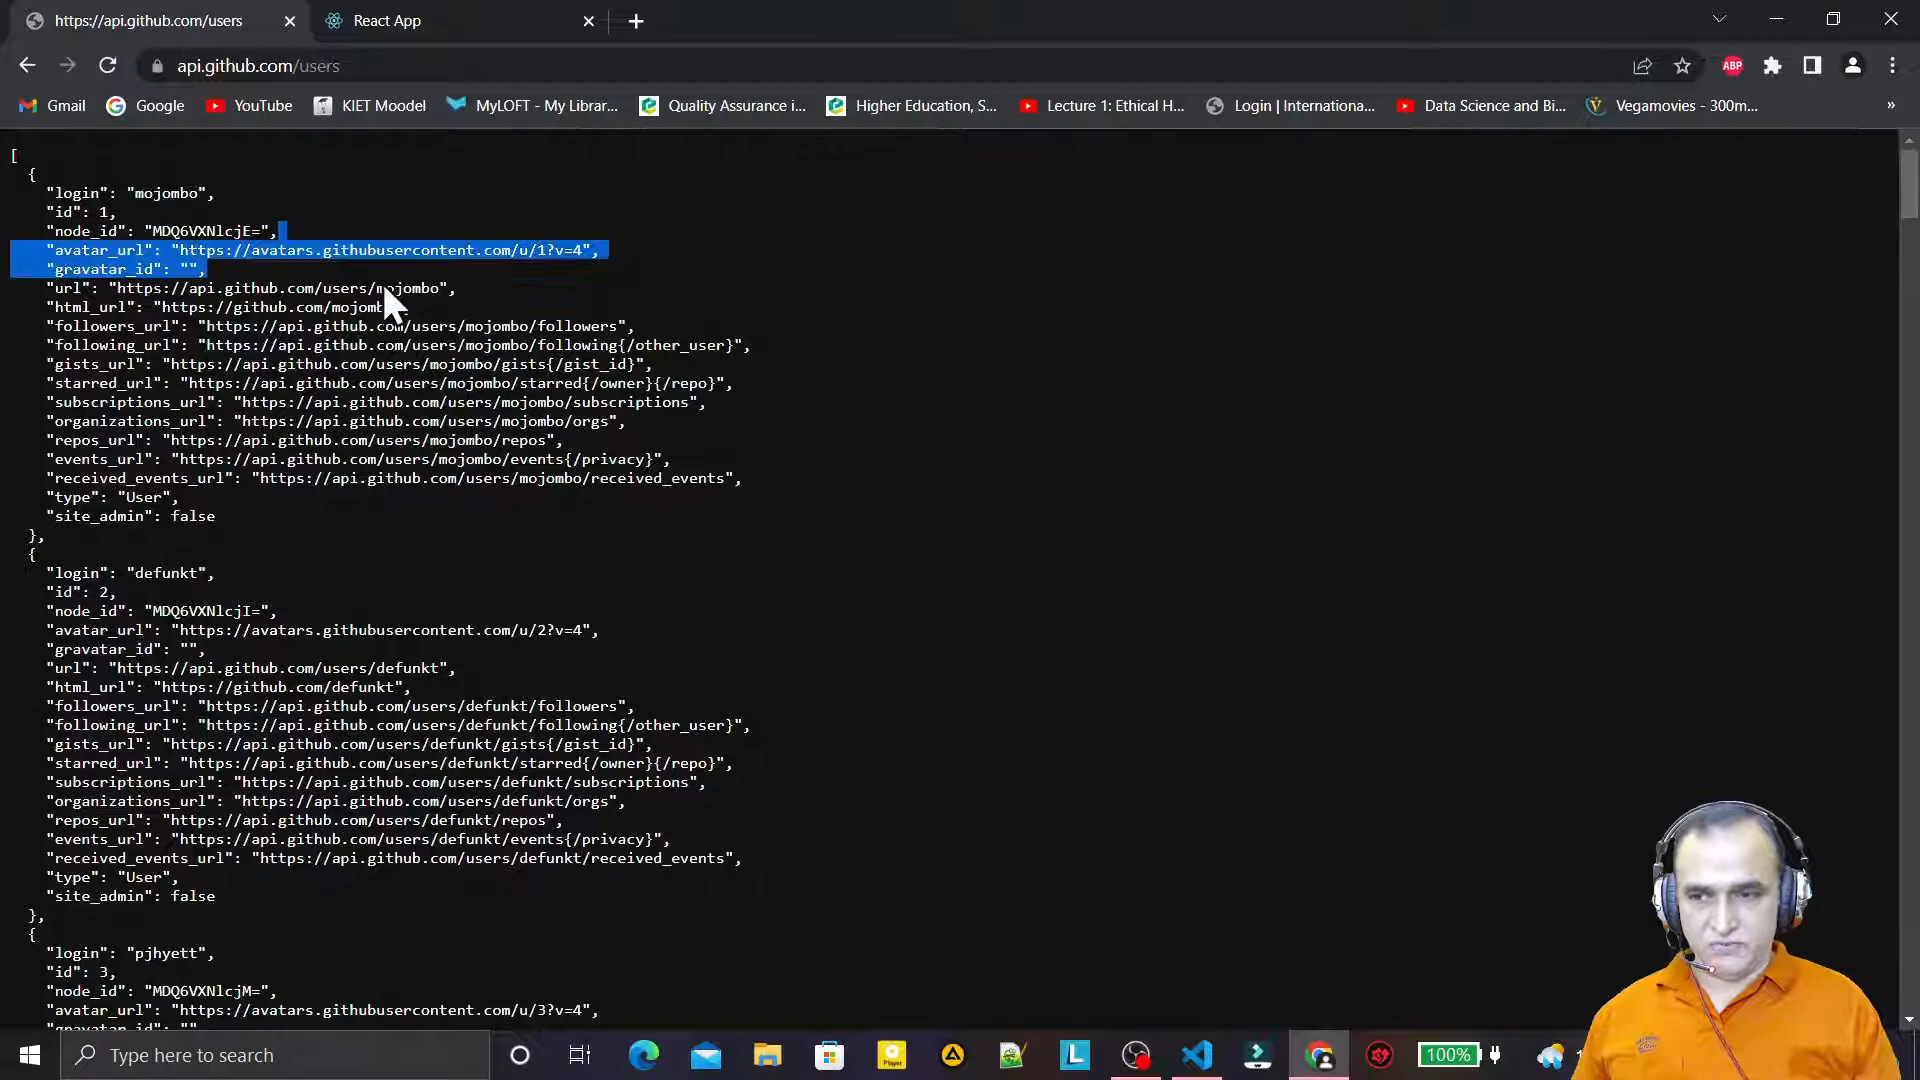 https://api.github.com/users
React App
api.github.com/users
ABP
Gmail
Google
YouTube
KIET Moodel
MyLOFT - My Librar...
Quality Assurance i...
Higher Education, S...
Lecture 1: Ethical H...
Login | Internationa...
Data Science and Bi...
Vegamovies - 300m...
»
[
{
"login": "mojombo",
"id": 1,
"node_id": "MDQ6VXNlcjE=",
"avatar_url": "https://avatars.githubusercontent.com/u/1?v=4",
"gravatar_id": "",
"url": "https://api.github.com/users/mojombo",
"html_url": "https://github.com/mojomb
"followers_url": "https://api.github.com/users/mojombo/followers",
"following_url": "https://api.github.com/users/mojombo/following{/other_user}",
"gists_url": "https://api.github.com/users/mojombo/gists{/gist_id}",
"starred_url": "https://api.github.com/users/mojombo/starred{/owner}{/repo}",
"subscriptions_url": "https://api.github.com/users/mojombo/subscriptions",
"organizations_url": "https://api.github.com/users/mojombo/orgs",
"repos_url": "https://api.github.com/users/mojombo/repos",
"events_url": "https://api.github.com/users/mojombo/events{/privacy}",
"received_events_url": "https://api.github.com/users/mojombo/received_events",
"type": "User",
"site_admin": false
},
{
"login": "defunkt",
"id": 2,
"node_id": "MDQ6VXNlcjI=",
"avatar_url": "https://avatars.githubusercontent.com/u/2?v=4",
"gravatar_id": "",
"url": "https://api.github.com/users/defunkt",
"html_url": "https://github.com/defunkt",
"followers_url": "https://api.github.com/users/defunkt/followers",
"following_url": "https://api.github.com/users/defunkt/following{/other_user}",
"gists_url": "https://api.github.com/users/defunkt/gists{/gist_id}",
"starred_url": "https://api.github.com/users/defunkt/starred{/owner}{/repo}",
"subscriptions_url": "https://api.github.com/users/defunkt/subscriptions",
"organizations_url": "https://api.github.com/users/defunkt/orgs",
"repos_url": "https://api.github.com/users/defunkt/repos",
"events_url": "https://api.github.com/users/defunkt/events{/privacy}",
"received_events_url": "https://api.github.com/users/defunkt/received_events",
"type": "User",
"site_admin": false
},
{
"login": "pjhyett",
"id": 3,
"node_id": "MDQ6VXNlcjM=",
"avatar_url": "https://avatars.githubusercontent.com/u/3?v=4",
Type here to search
Player
L
100%